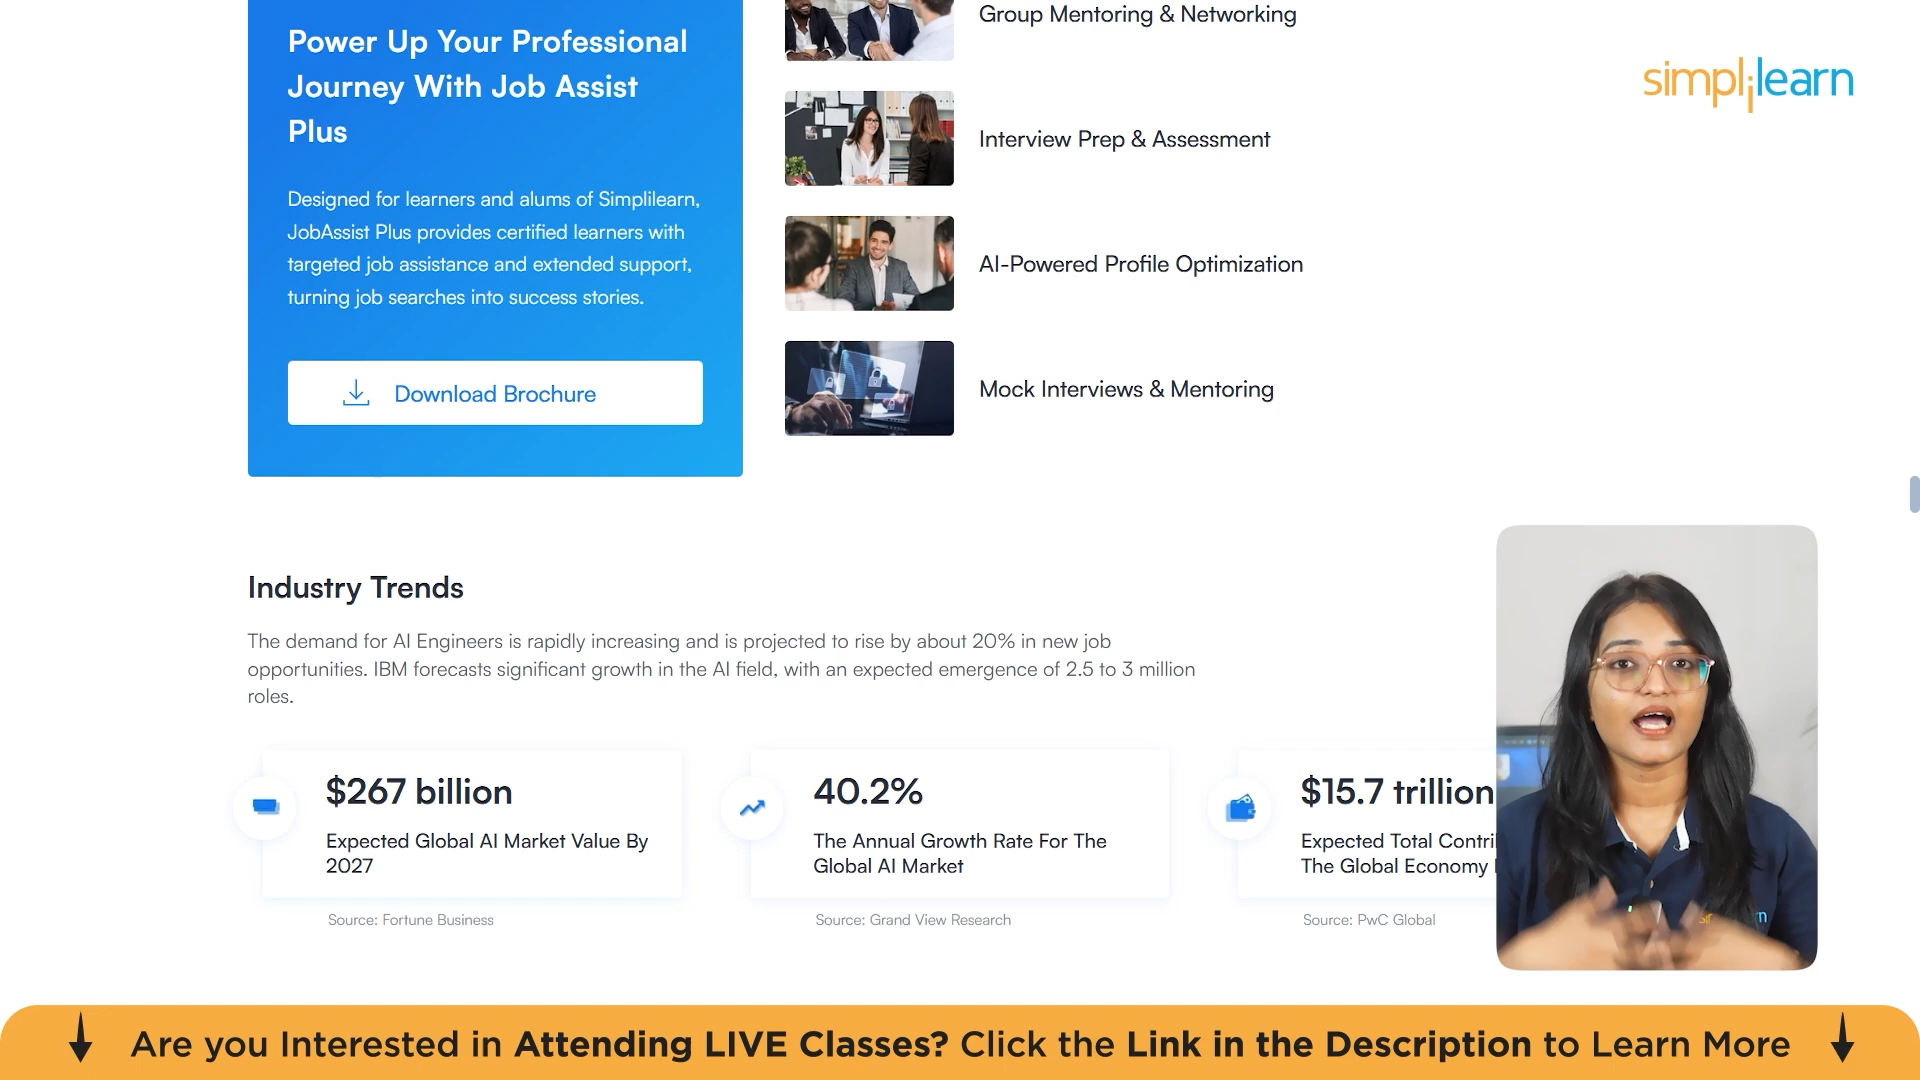 Power Up Your Professional
Journey With Job Assist
Plus
Designed for learners and alums of Simplilearn,
JobAssist Plus provides certified learners with
targeted job assistance and extended support,
turning job searches into success stories.
Download Brochure
Group Mentoring & Networking
Interview Prep & Assessment
AI-Powered Profile Optimization
Mock Interviews & Mentoring
simplilearn
Industry Trends
The demand for AI Engineers is rapidly increasing and is projected to rise by about 20% in new job
opportunities. IBM forecasts significant growth in the AI field, with an expected emergence of 2.5 to 3 million
roles.
$267 billion
Expected Global AI Market Value By
2027
Source: Fortune Business
40.2%
The Annual Growth Rate For The
Global AI Market
Source: Grand View Research
$15.7 trillion
Expected Total
The Global Economy
Source: PwC Global
Are you Interested in Attending LIVE Classes? Click the Link in the Description to Learn More